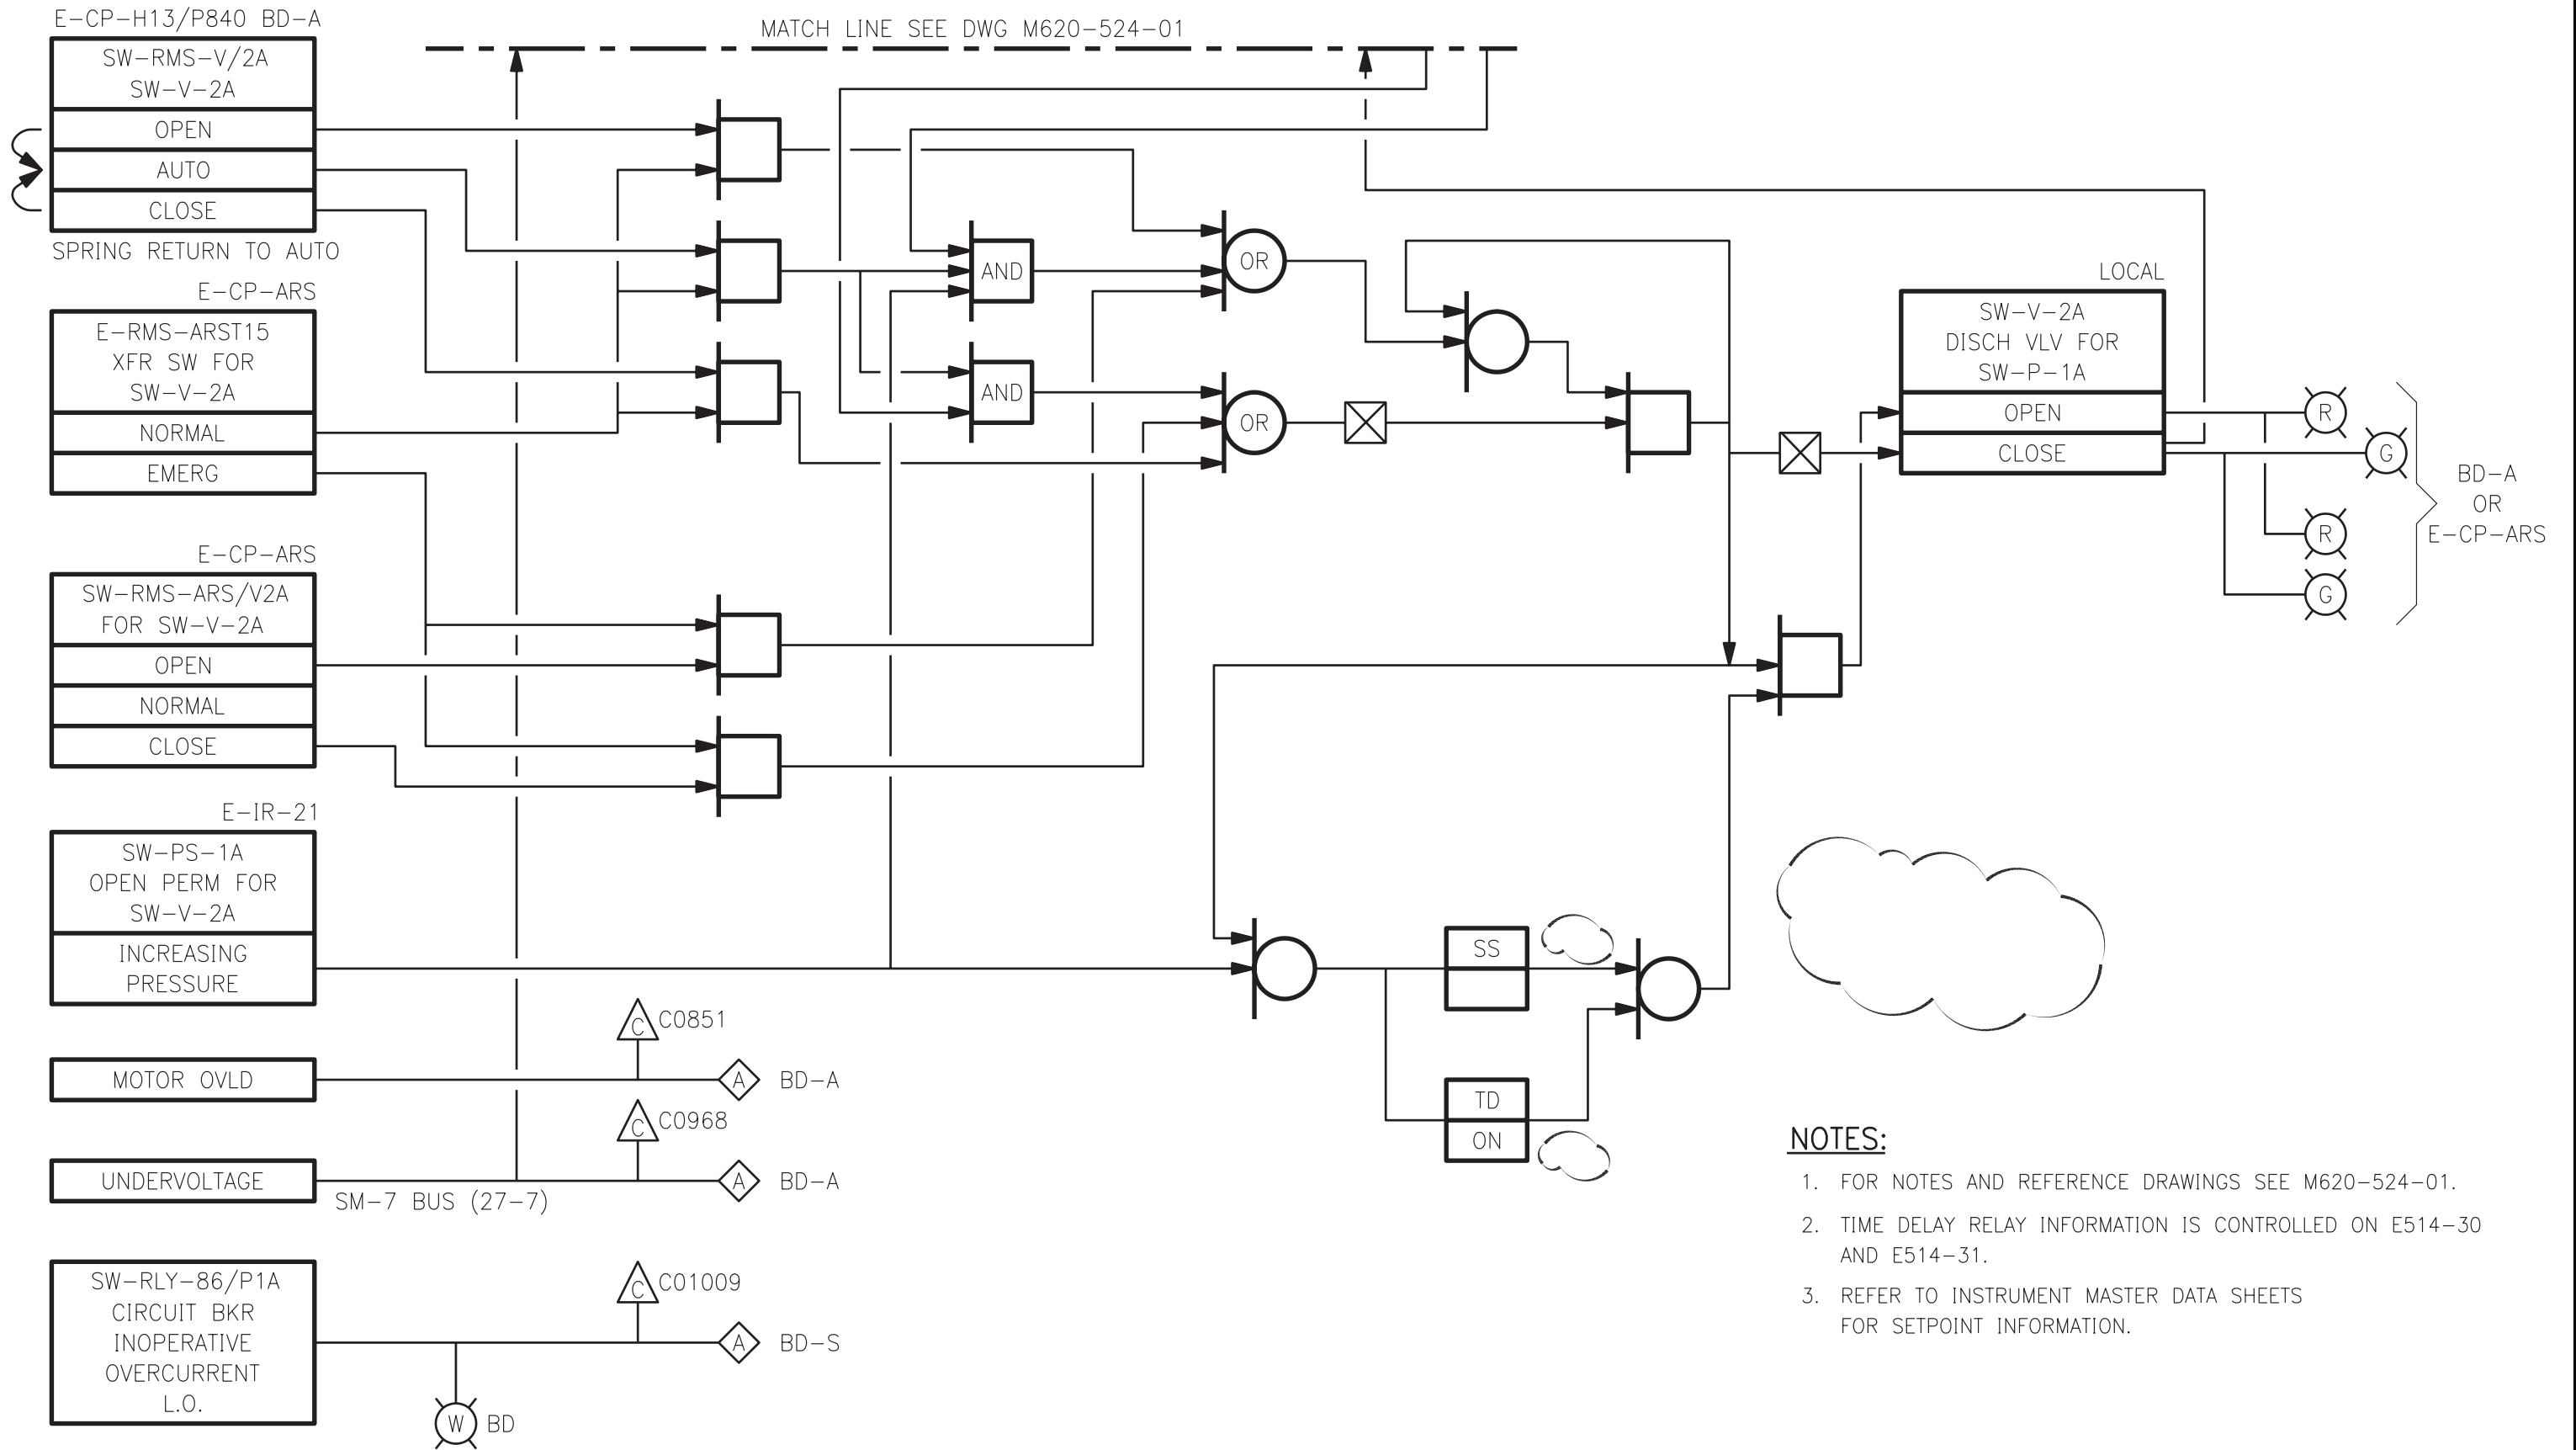 E-CP-H13/P840 BD-A
SW-RMS-V/2A
SW-V-2A
OPEN
AUTO
CLOSE
SPRING RETURN TO AUTO
MATCH LINE SEE DWG M620-524-01
E-CP-ARS
E-RMS-ARST15
XFR SW FOR
SW-V-2A
NORMAL
EMERG
E-CP-ARS
SW-RMS-ARS/V2A
FOR SW-V-2A
OPEN
NORMAL
CLOSE
E-IR-21
SW-PS-1A
OPEN PERM FOR
SW-V-2A
INCREASING
PRESSURE
MOTOR OVLD
C
C0851
A
BD-A
UNDERVOLTAGE
SM-7 BUS (27-7)
C
C0968
A
BD-A
SW-RLY-86/P1A
CIRCUIT BKR
INOPERATIVE
OVERCURRENT
L.O.
C
C01009
A
BD-S
W
BD
AND
AND
OR
OR
SS
TD
ON
LOCAL
SW-V-2A
DISCH VLV FOR
SW-P-1A
OPEN
CLOSE
R
G
R
G
BD-A
OR
E-CP-ARS
NOTES:
1. FOR NOTES AND REFERENCE DRAWINGS SEE M620-524-01.
2. TIME DELAY RELAY INFORMATION IS CONTROLLED ON E514-30
AND E514-31.
3. REFER TO INSTRUMENT MASTER DATA SHEETS
FOR SETPOINT INFORMATION.